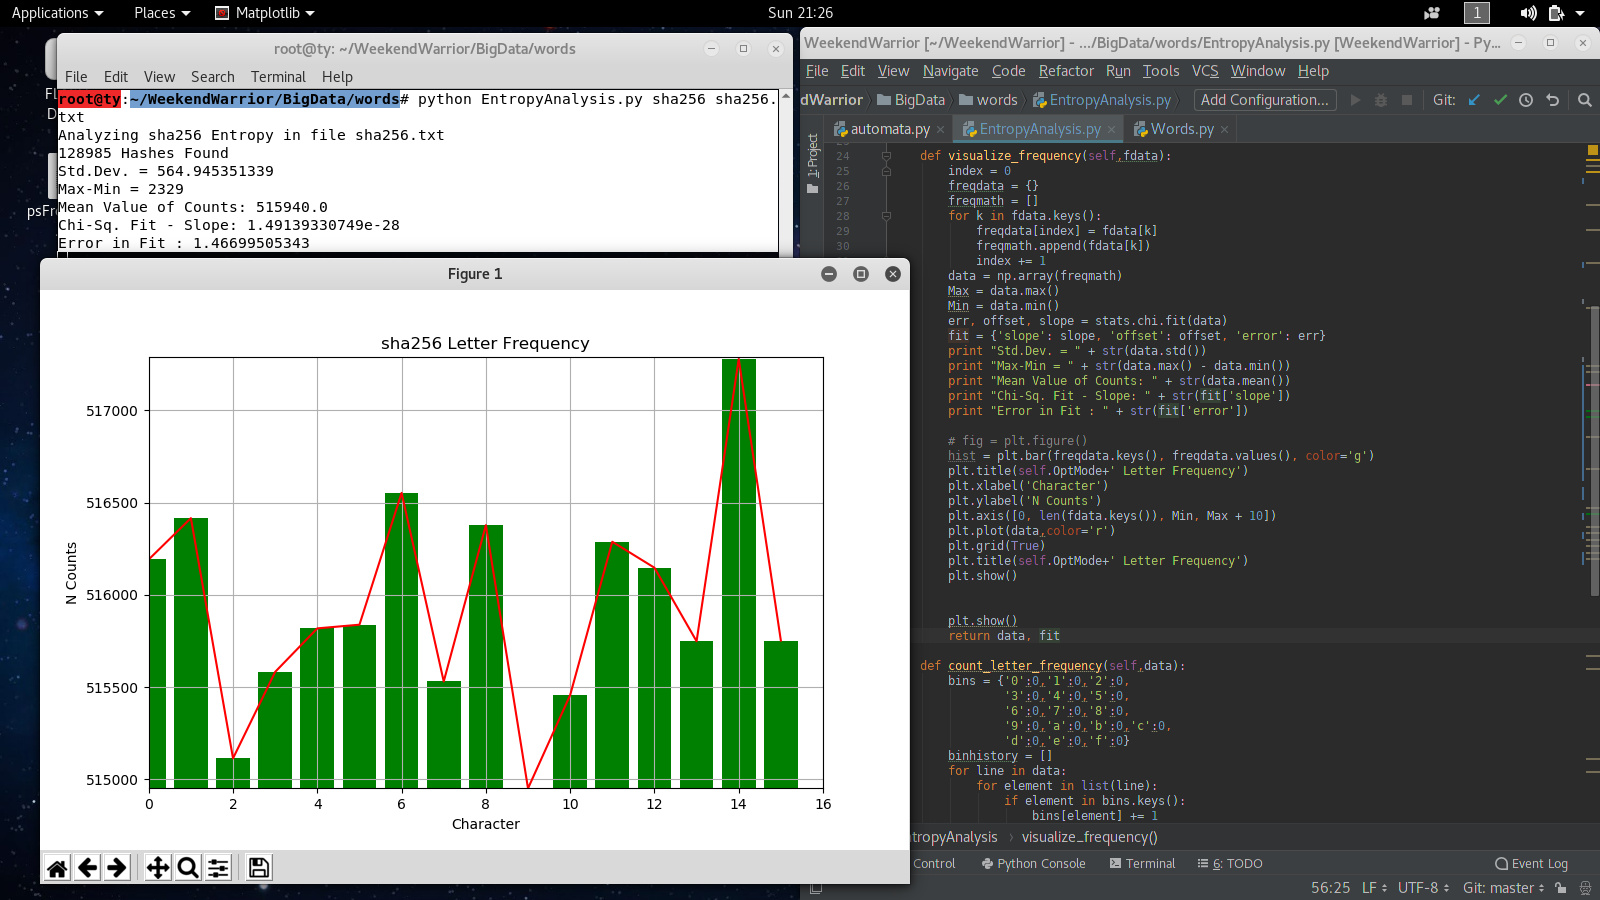 Applications Places Matplotlib Sun 21:26 1
root@ty: ~/WeekendWarrior/BigData/words
File Edit View Search Terminal Help
root@ty:~/WeekendWarrior/BigData/words# python EntropyAnalysis.py sha256 sha256.
txt
Analyzing sha256 Entropy in file sha256.txt
128985 Hashes Found
Std.Dev. = 564.945351339
Max-Min = 2329
Mean Value of Counts: 515940.0
Chi-Sq. Fit - Slope: 1.49139330749e-28
Error in Fit : 1.46699505343
Figure 1
sha256 Letter Frequency
517000
516500
516000
515500
515000
N Counts
0 2 4 6 8 10 12 14 16
Character
WeekendWarrior [~/WeekendWarrior] - .../BigData/words/EntropyAnalysis.py [WeekendWarrior] - Py...
File Edit View Navigate Code Refactor Run Tools VCS Window Help
dWarrior BigData words EntropyAnalysis.py Add Configuration... Git:
automata.py EntropyAnalysis.py Words.py
1: Project
24 def visualize_frequency(self,fdata):
25 index = 0
26 freqdata = {}
27 freqmath = []
28 for k in fdata.keys():
29 freqdata[index] = fdata[k]
30 freqmath.append(fdata[k])
index += 1
data = np.array(freqmath)
Max = data.max()
Min = data.min()
err, offset, slope = stats.chi.fit(data)
fit = {'slope': slope, 'offset': offset, 'error': err}
print "Std.Dev. = " + str(data.std())
print "Max-Min = " + str(data.max() - data.min())
print "Mean Value of Counts: " + str(data.mean())
print "Chi-Sq. Fit - Slope: " + str(fit['slope'])
print "Error in Fit : " + str(fit['error'])
# fig = plt.figure()
hist = plt.bar(freqdata.keys(), freqdata.values(), color='g')
plt.title(self.OptMode+' Letter Frequency')
plt.xlabel('Character')
plt.ylabel('N Counts')
plt.axis([0, len(fdata.keys()), Min, Max + 10])
plt.plot(data,color='r')
plt.grid(True)
plt.title(self.OptMode+' Letter Frequency')
plt.show()
plt.show()
return data, fit
def count_letter_frequency(self,data):
bins = {'0':0,'1':0,'2':0,
'3':0,'4':0,'5':0,
'6':0,'7':0,'8':0,
'9':0,'a':0,'b':0,'c':0,
'd':0,'e':0,'f':0}
binhistory = []
for line in data:
for element in list(line):
if element in bins.keys():
bins[element] += 1
ntropyAnalysis › visualize_frequency()
Control Python Console Terminal 6: TODO Event Log
56:25 LF UTF-8 Git: master